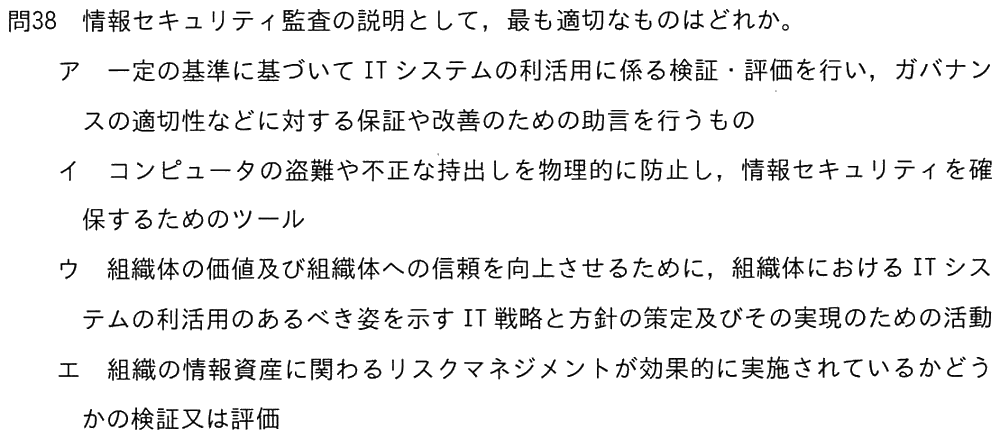 問38　情報セキュリティ監査の説明として，最も適切なものはどれか。
ア　一定の基準に基づいて IT システムの利活用に係る検証・評価を行い，ガバナン
スの適切性などに対する保証や改善のための助言を行うもの
イ　コンピュータの盗難や不正な持出しを物理的に防止し，情報セキュリティを確
保するためのツール
ウ　組織体の価値及び組織体への信頼を向上させるために，組織体における IT シス
テムの利活用のあるべき姿を示す IT 戦略と方針の策定及びその実現のための活動
エ　組織の情報資産に関わるリスクマネジメントが効果的に実施されているかどう
かの検証又は評価